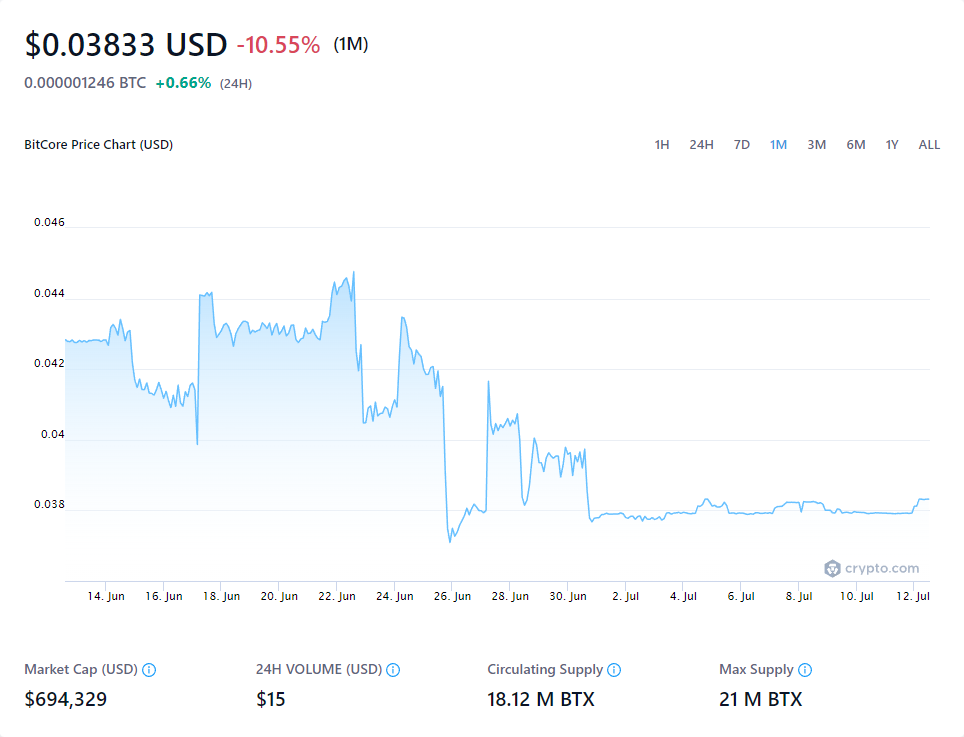 $0.03833 USD -10.55% (1M)
0.000001246 BTC +0.66% (24H)
BitCore Price Chart (USD) 1H 24H 7D 1M 3M 6M 1Y ALL
0.046
0.044
0.042
0.04
0.038
crypto.com
14. Jun 16. Jun 18. Jun 20. Jun 22. Jun 24. Jun 26. Jun 28. Jun 30. Jun 2. Jul 4. Jul 6. Jul 8. Jul 10. Jul 12. Jul
Market Cap (USD) 24H VOLUME (USD) Circulating Supply Max Supply
$694,329 $15 18.12 M BTX 21 M BTX